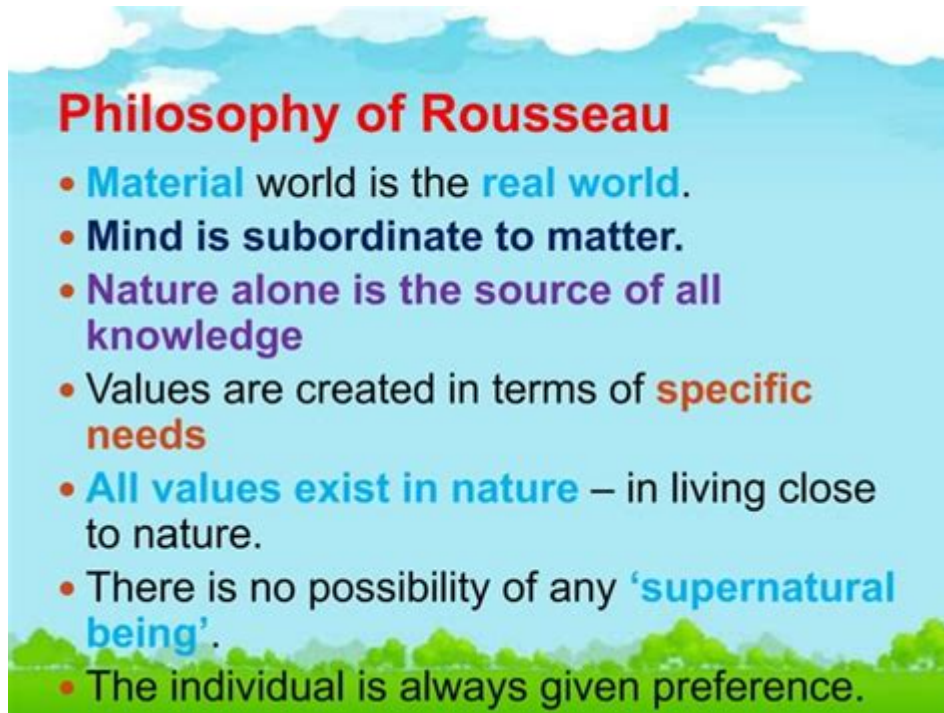 Philosophy of Rousseau
• Material world is the real world.
• Mind is subordinate to matter.
• Nature alone is the source of all
knowledge
• Values are created in terms of specific
needs
• All values exist in nature – in living close
to nature.
• There is no possibility of any ‘supernatural
being’.
• The individual is always given preference.